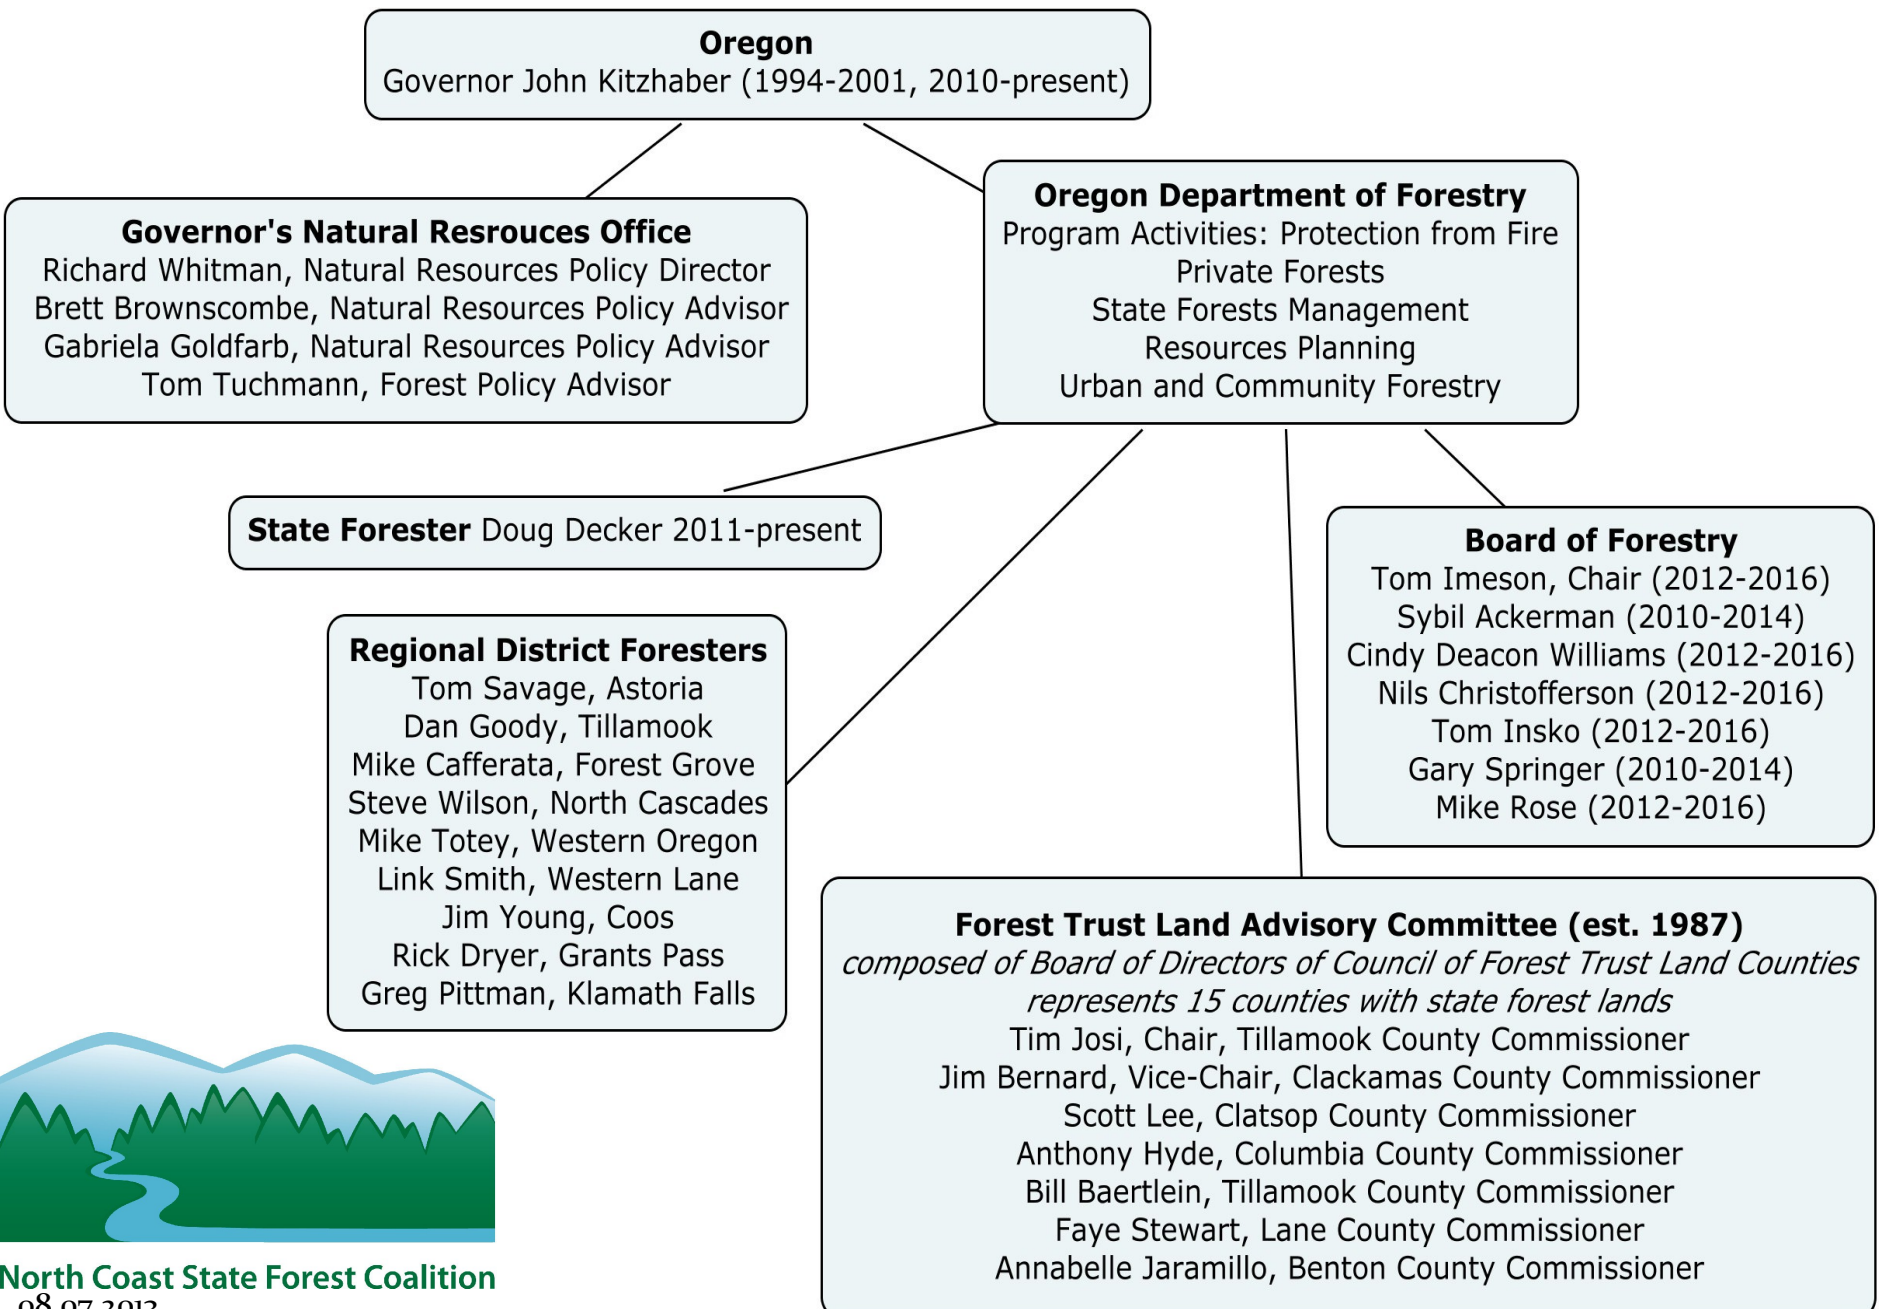 Oregon
Governor John Kitzhaber (1994-2001, 2010-present)
Governor's Natural Resrouces Office
Richard Whitman, Natural Resources Policy Director
Brett Brownscombe, Natural Resources Policy Advisor
Gabriela Goldfarb, Natural Resources Policy Advisor
Tom Tuchmann, Forest Policy Advisor
Oregon Department of Forestry
Program Activities: Protection from Fire
Private Forests
State Forests Management
Resources Planning
Urban and Community Forestry
State Forester Doug Decker 2011-present
Regional District Foresters
Tom Savage, Astoria
Dan Goody, Tillamook
Mike Cafferata, Forest Grove
Steve Wilson, North Cascades
Mike Totey, Western Oregon
Link Smith, Western Lane
Jim Young, Coos
Rick Dryer, Grants Pass
Greg Pittman, Klamath Falls
Board of Forestry
Tom Imeson, Chair (2012-2016)
Sybil Ackerman (2010-2014)
Cindy Deacon Williams (2012-2016)
Nils Christofferson (2012-2016)
Tom Insko (2012-2016)
Gary Springer (2010-2014)
Mike Rose (2012-2016)
Forest Trust Land Advisory Committee (est. 1987)
composed of Board of Directors of Council of Forest Trust Land Counties
represents 15 counties with state forest lands
Tim Josi, Chair, Tillamook County Commissioner
Jim Bernard, Vice-Chair, Clackamas County Commissioner
Scott Lee, Clatsop County Commissioner
Anthony Hyde, Columbia County Commissioner
Bill Baertlein, Tillamook County Commissioner
Faye Stewart, Lane County Commissioner
Annabelle Jaramillo, Benton County Commissioner
North Coast State Forest Coalition